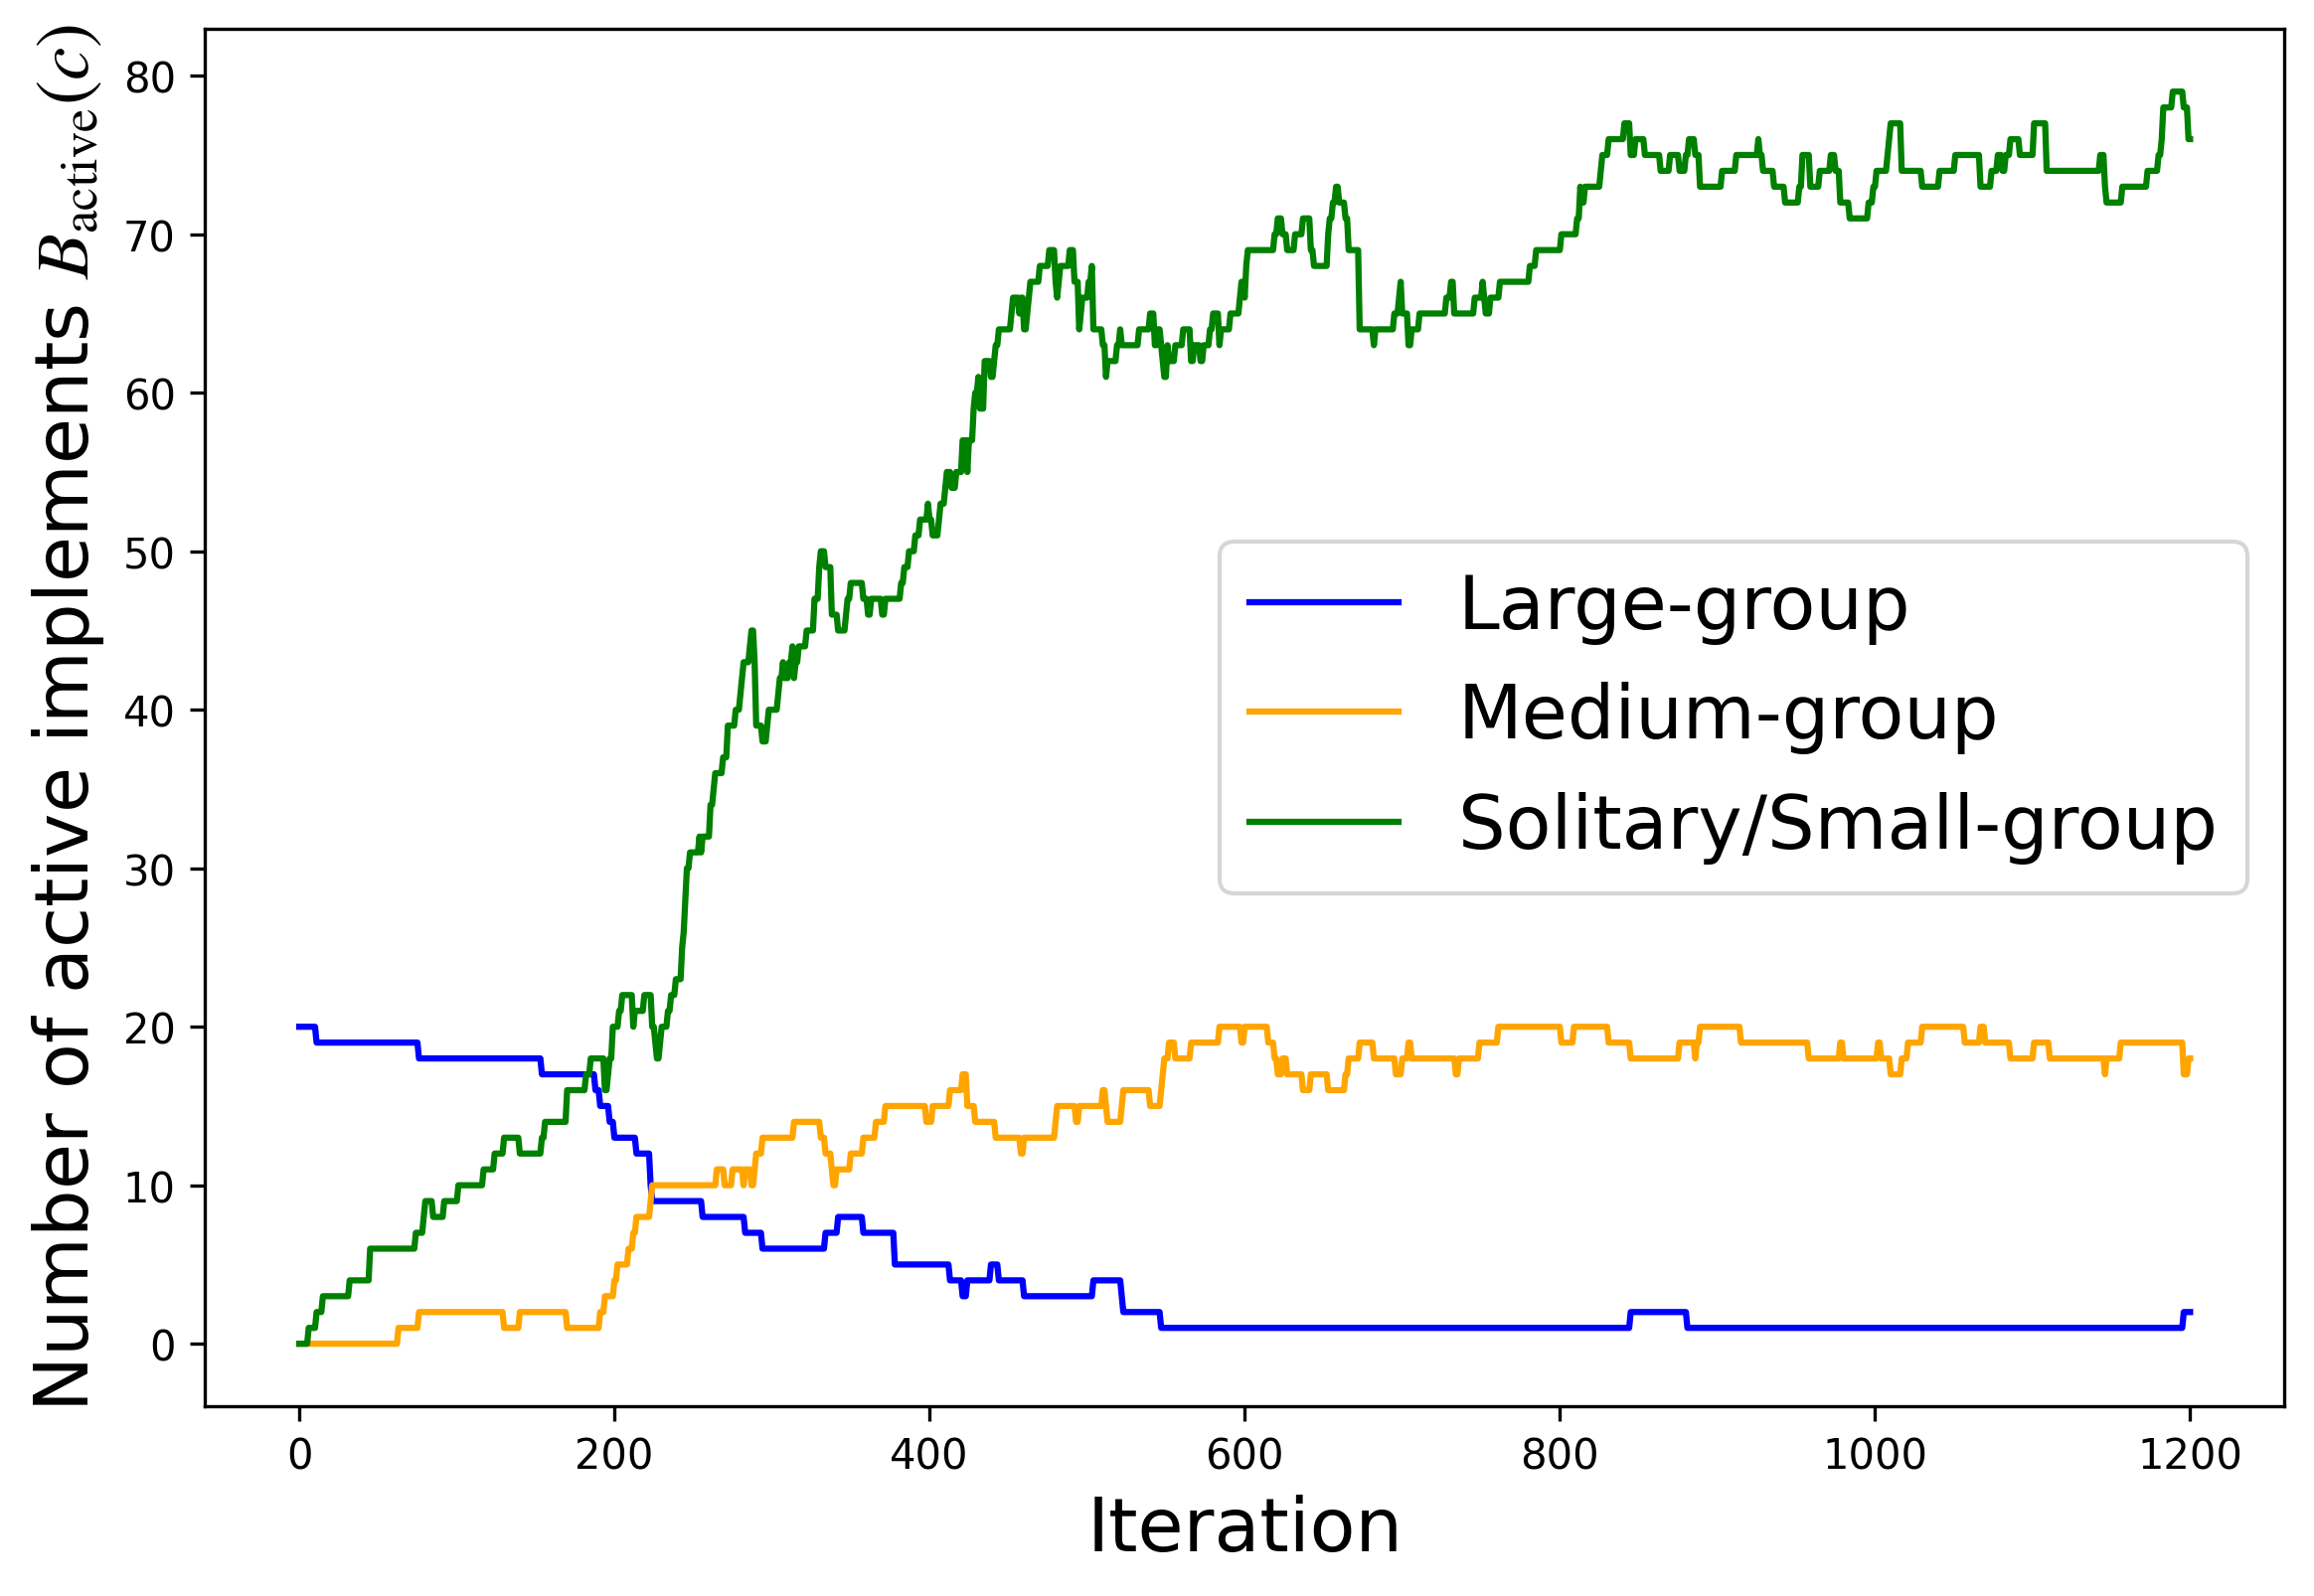 Number of active implements B_active(c)
80
70
60
50
40
30
20
10
0
Large-group
Medium-group
Solitary/Small-group
0 200 400 600 800 1000 1200
Iteration